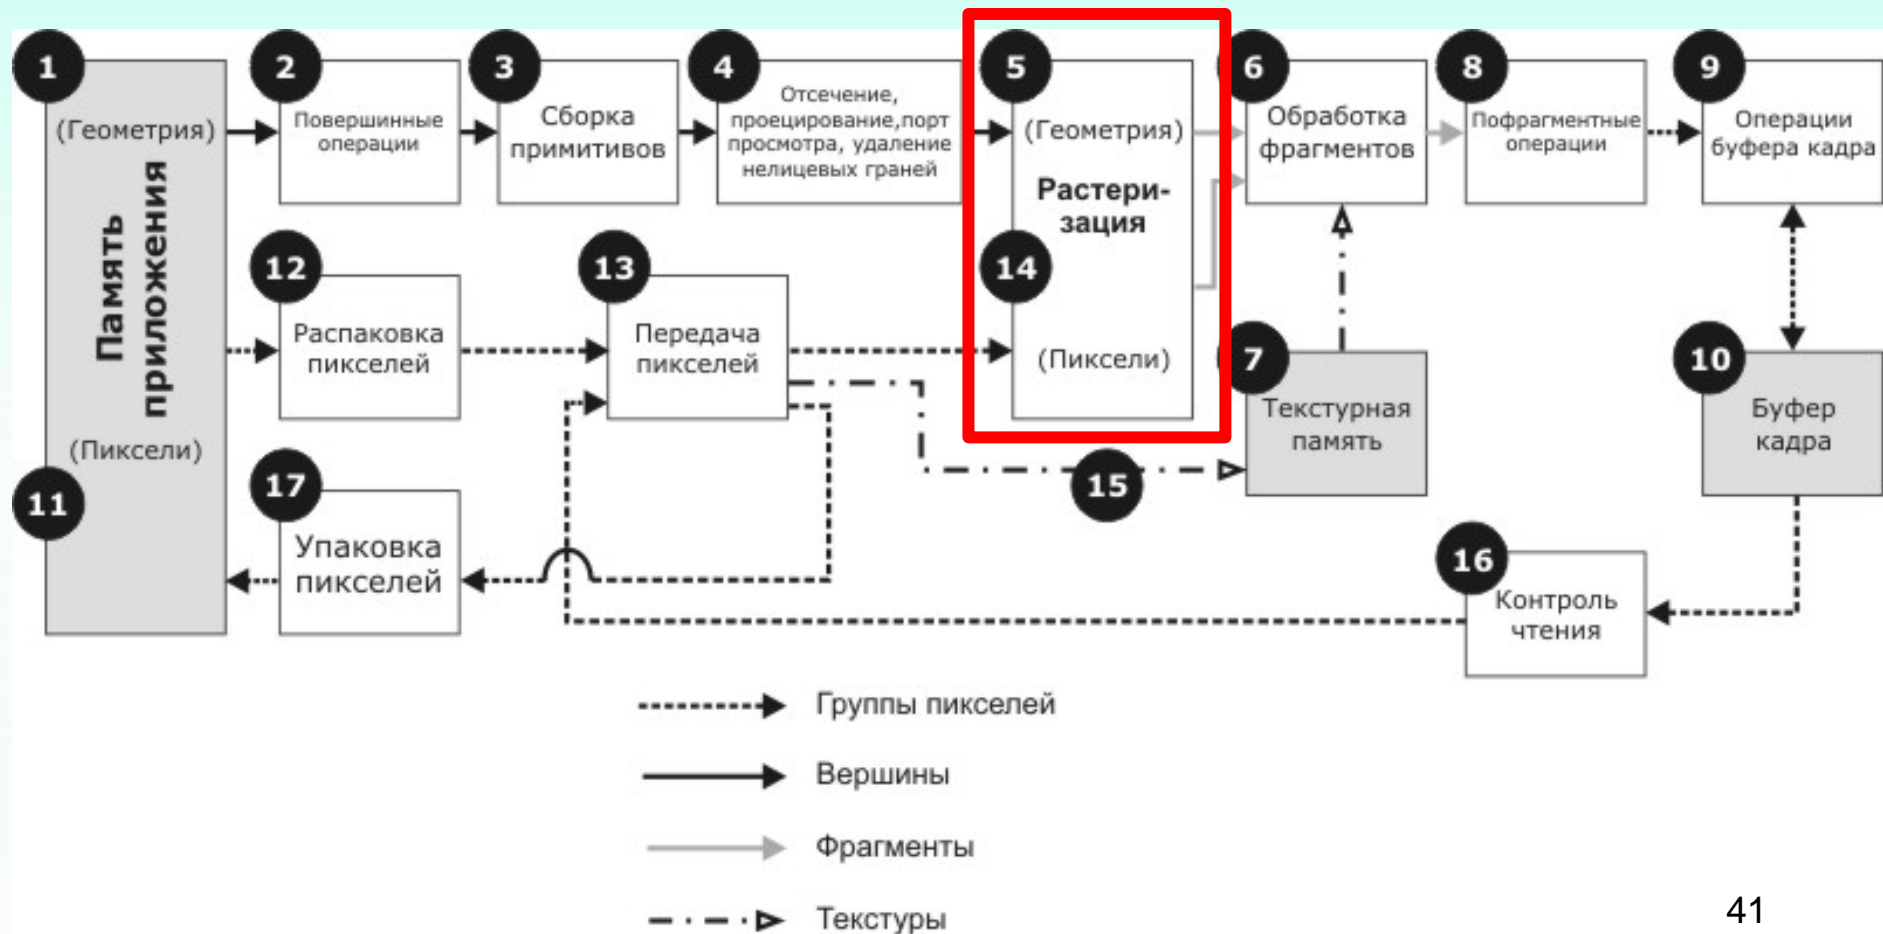 1
(Геометрия)
Память
приложения
(Пиксели)
11
2
Повершинные
операции
3
Сборка
примитивов
4
Отсечение,
проецирование,порт
просмотра, удаление
нелицевых граней
5
(Геометрия)
Растери-
зация
14
(Пиксели)
6
Обработка
фрагментов
8
Пофрагментные
операции
9
Операции
буфера кадра
12
Распаковка
пикселей
13
Передача
пикселей
7
Текстурная
память
10
Буфер
кадра
15
17
Упаковка
пикселей
16
Контроль
чтения
Группы пикселей
Вершины
Фрагменты
Текстуры
41